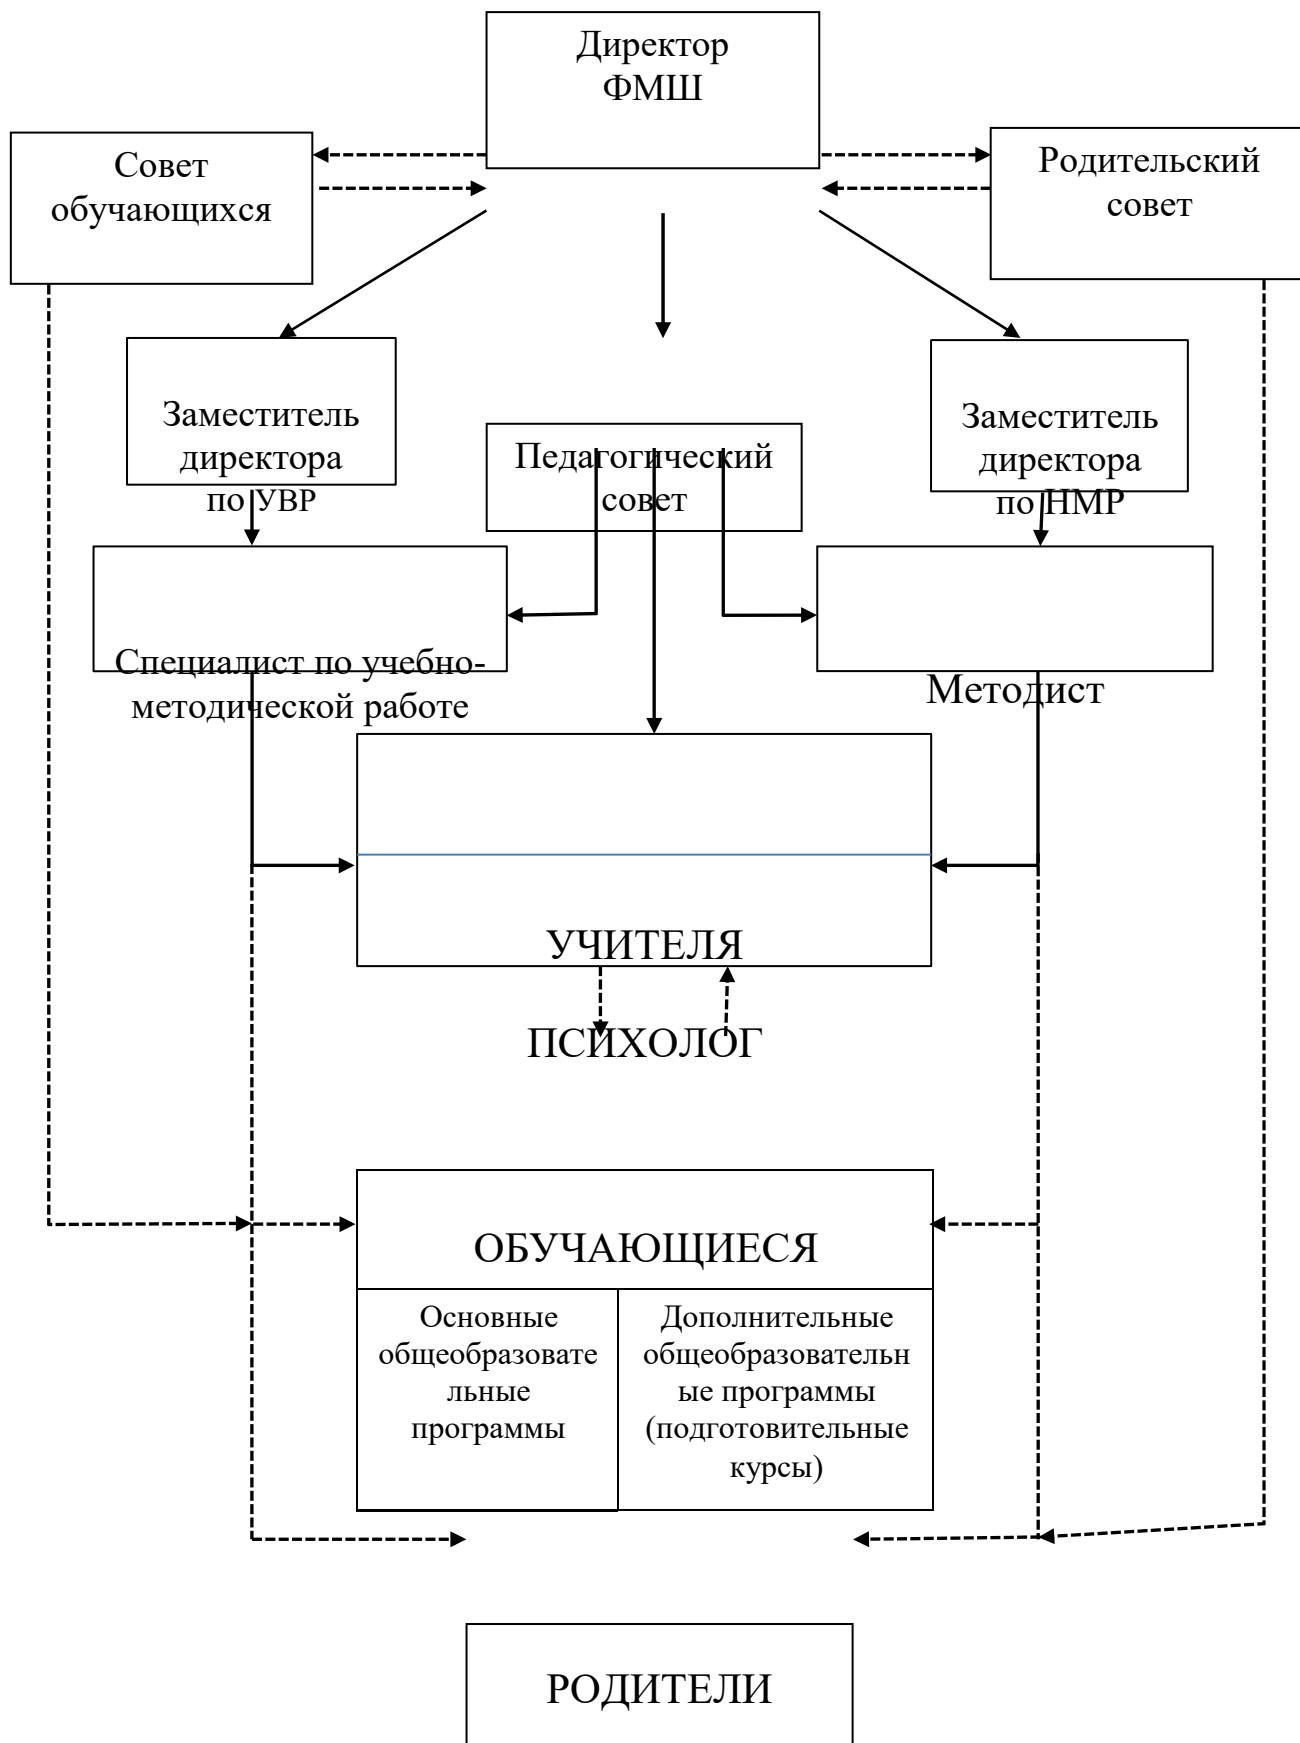 Директор
ФМШ
Совет
обучающихся
Родительский
совет
Заместитель
директора
по УВР
Педагогический
совет
Заместитель
директора
по НМР
Специалист по учебно-
методической работе
Методист
УЧИТЕЛЯ
ПСИХОЛОГ
ОБУЧАЮЩИЕСЯ
Основные
общеобразовате
льные
программы
Дополнительные
общеобразовательн
ые программы
(подготовительные
курсы)
РОДИТЕЛИ